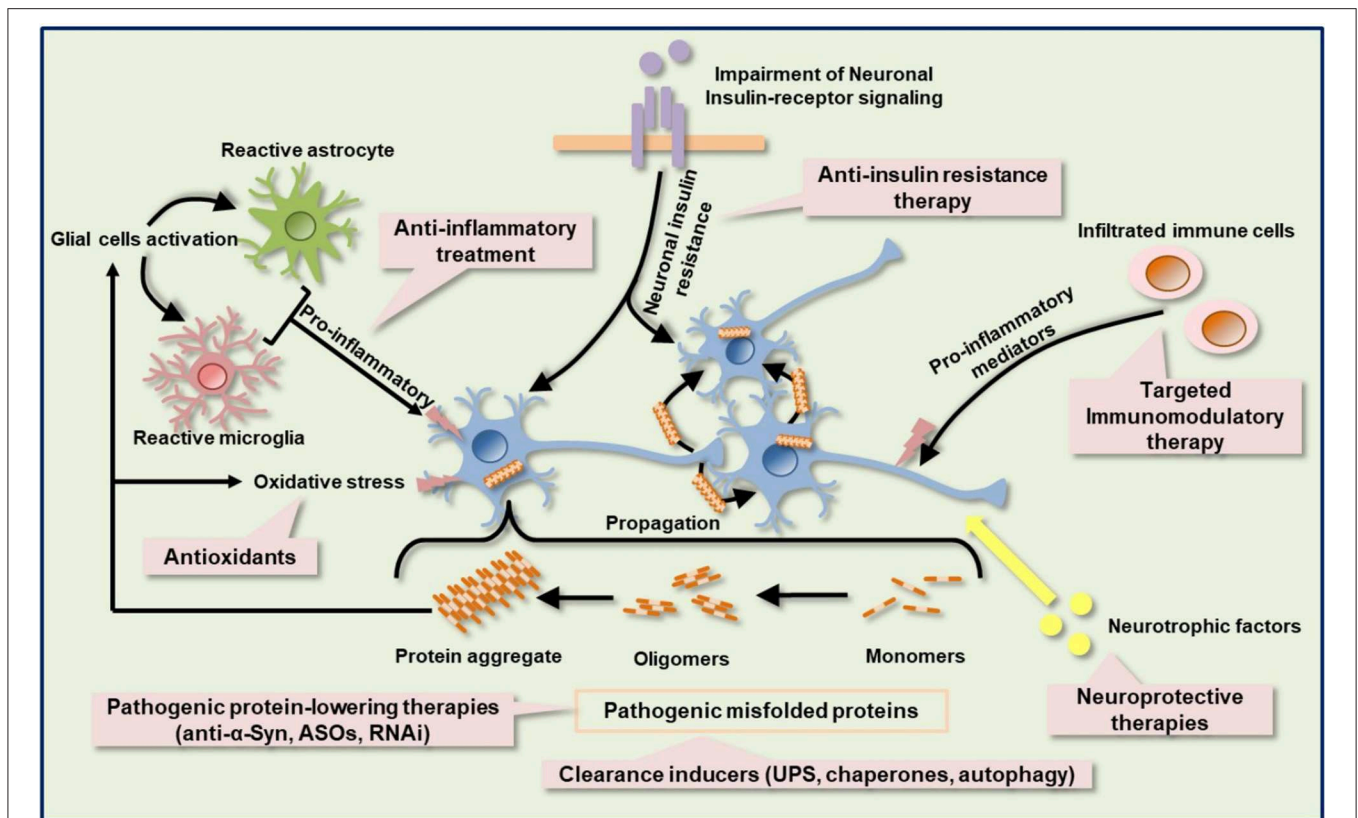 Impairment of Neuronal
Insulin-receptor signaling
Reactive astrocyte
Anti-insulin resistance
therapy
Anti-inflammatory
treatment
Neuronal insulin
resistance
Glial cells activation
Infiltrated immune cells
Pro-inflammatory
Pro-inflammatory
mediators
Targeted
Immunomodulatory
therapy
Reactive microglia
Oxidative stress
Propagation
Antioxidants
Neurotrophic factors
Protein aggregate
Oligomers
Monomers
Neuroprotective
therapies
Pathogenic protein-lowering therapies
(anti-α-Syn, ASOs, RNAi)
Pathogenic misfolded proteins
Clearance inducers (UPS, chaperones, autophagy)